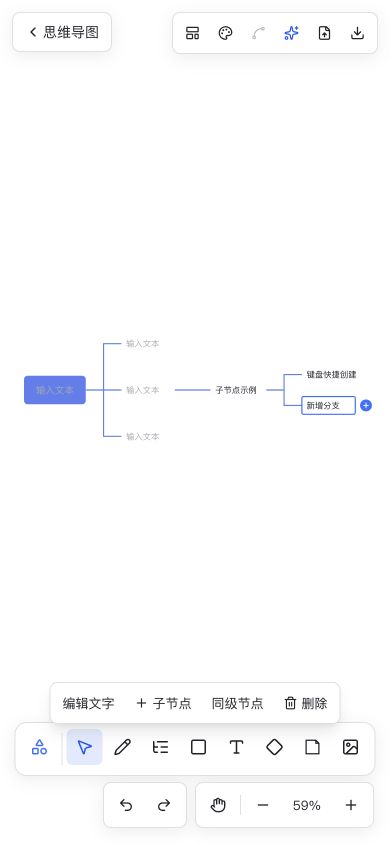 思维导图
输入文本
输入文本
输入文本
输入文本
子节点示例
键盘快捷创建
新增分支
编辑文字
子节点
同级节点
删除
59%